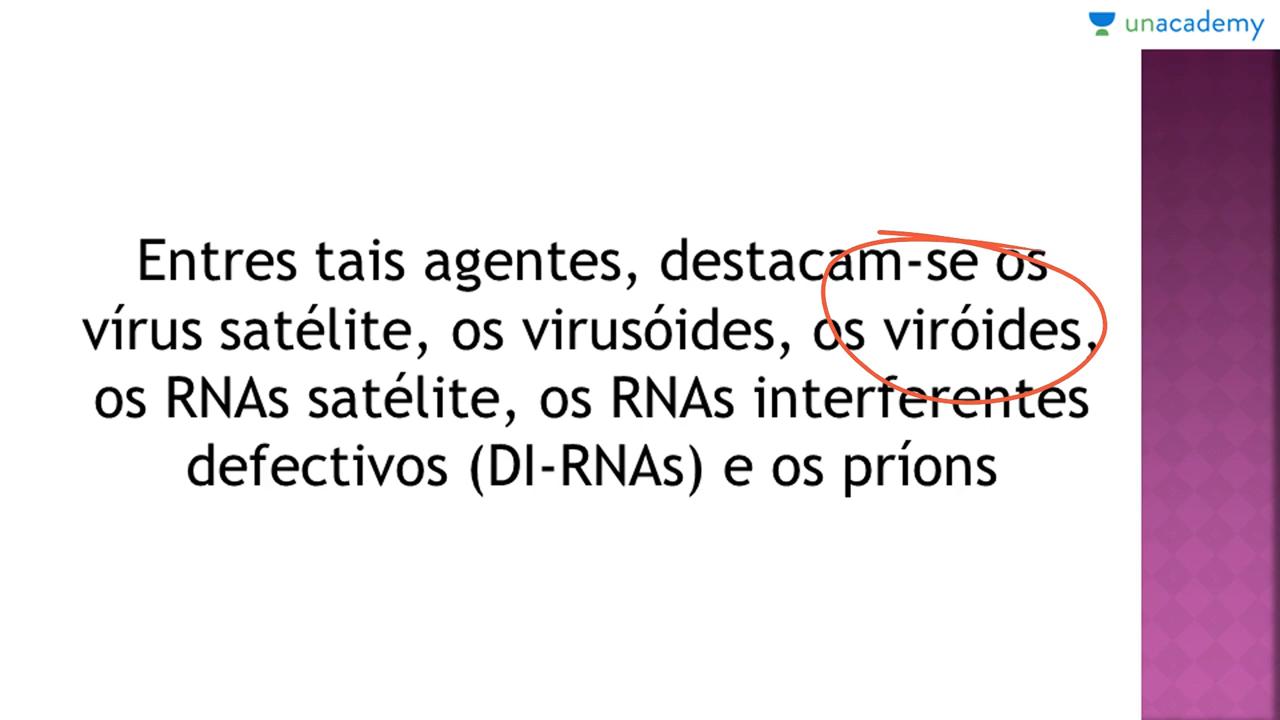 unacademy
Entres tais agentes, destacam-se os
vírus satélite, os virusóides, os viróides,
os RNAs satélite, os RNAs interferentes
defectivos (DI-RNAs) e os príons